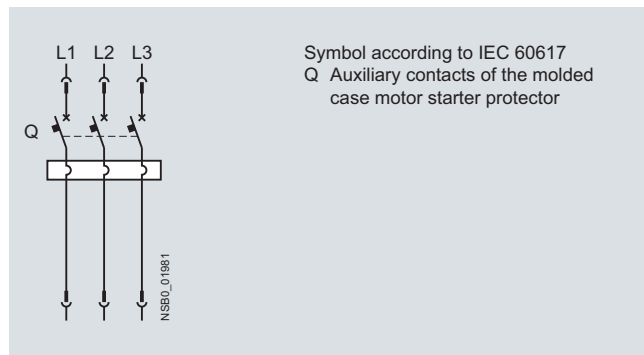 L1 L2 L3
Symbol according to IEC 60617
Q Auxiliary contacts of the molded
case motor starter protector
Q
NSB0_01981